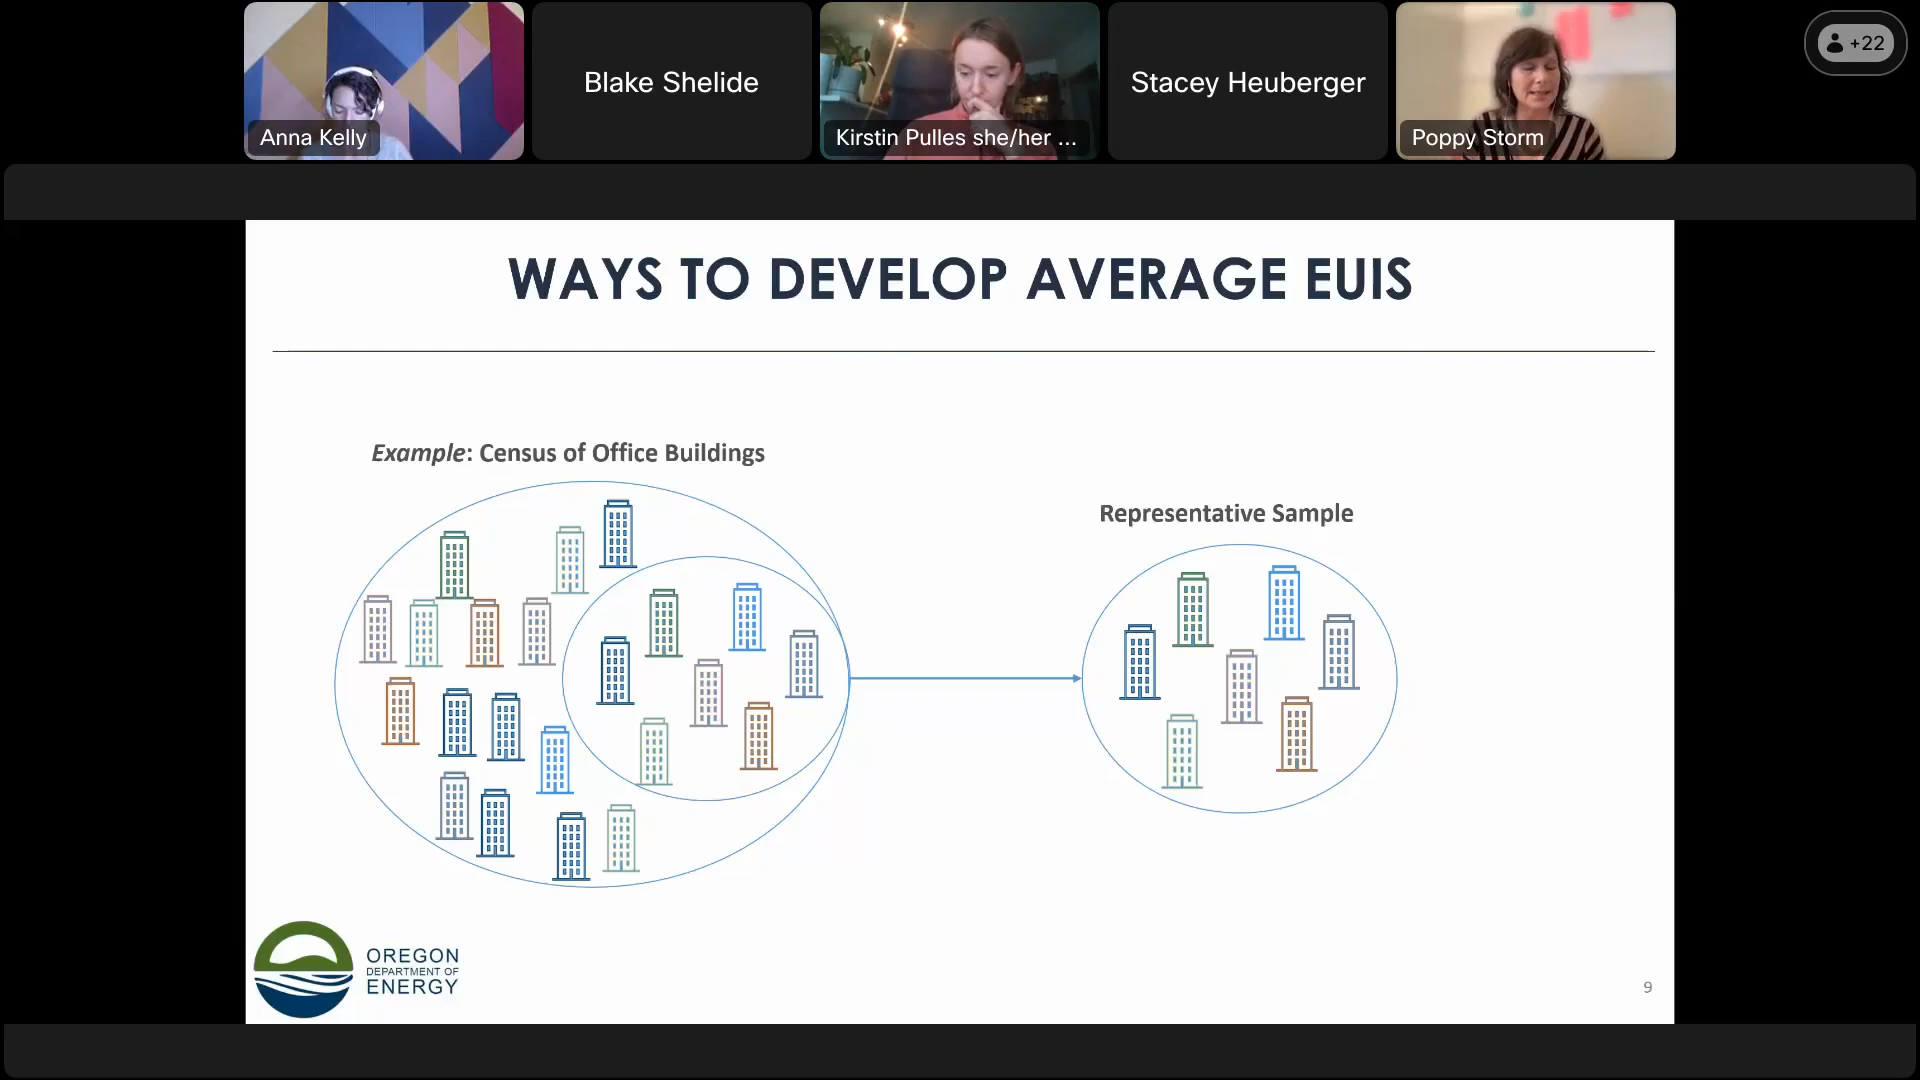 Blake Shelide
Stacey Heuberger
+22
Anna Kelly
Kirstin Pulles she/her ...
Poppy Storm
WAYS TO DEVELOP AVERAGE EUIS
Example: Census of Office Buildings
Representative Sample
OREGON
DEPARTMENT OF
ENERGY
9